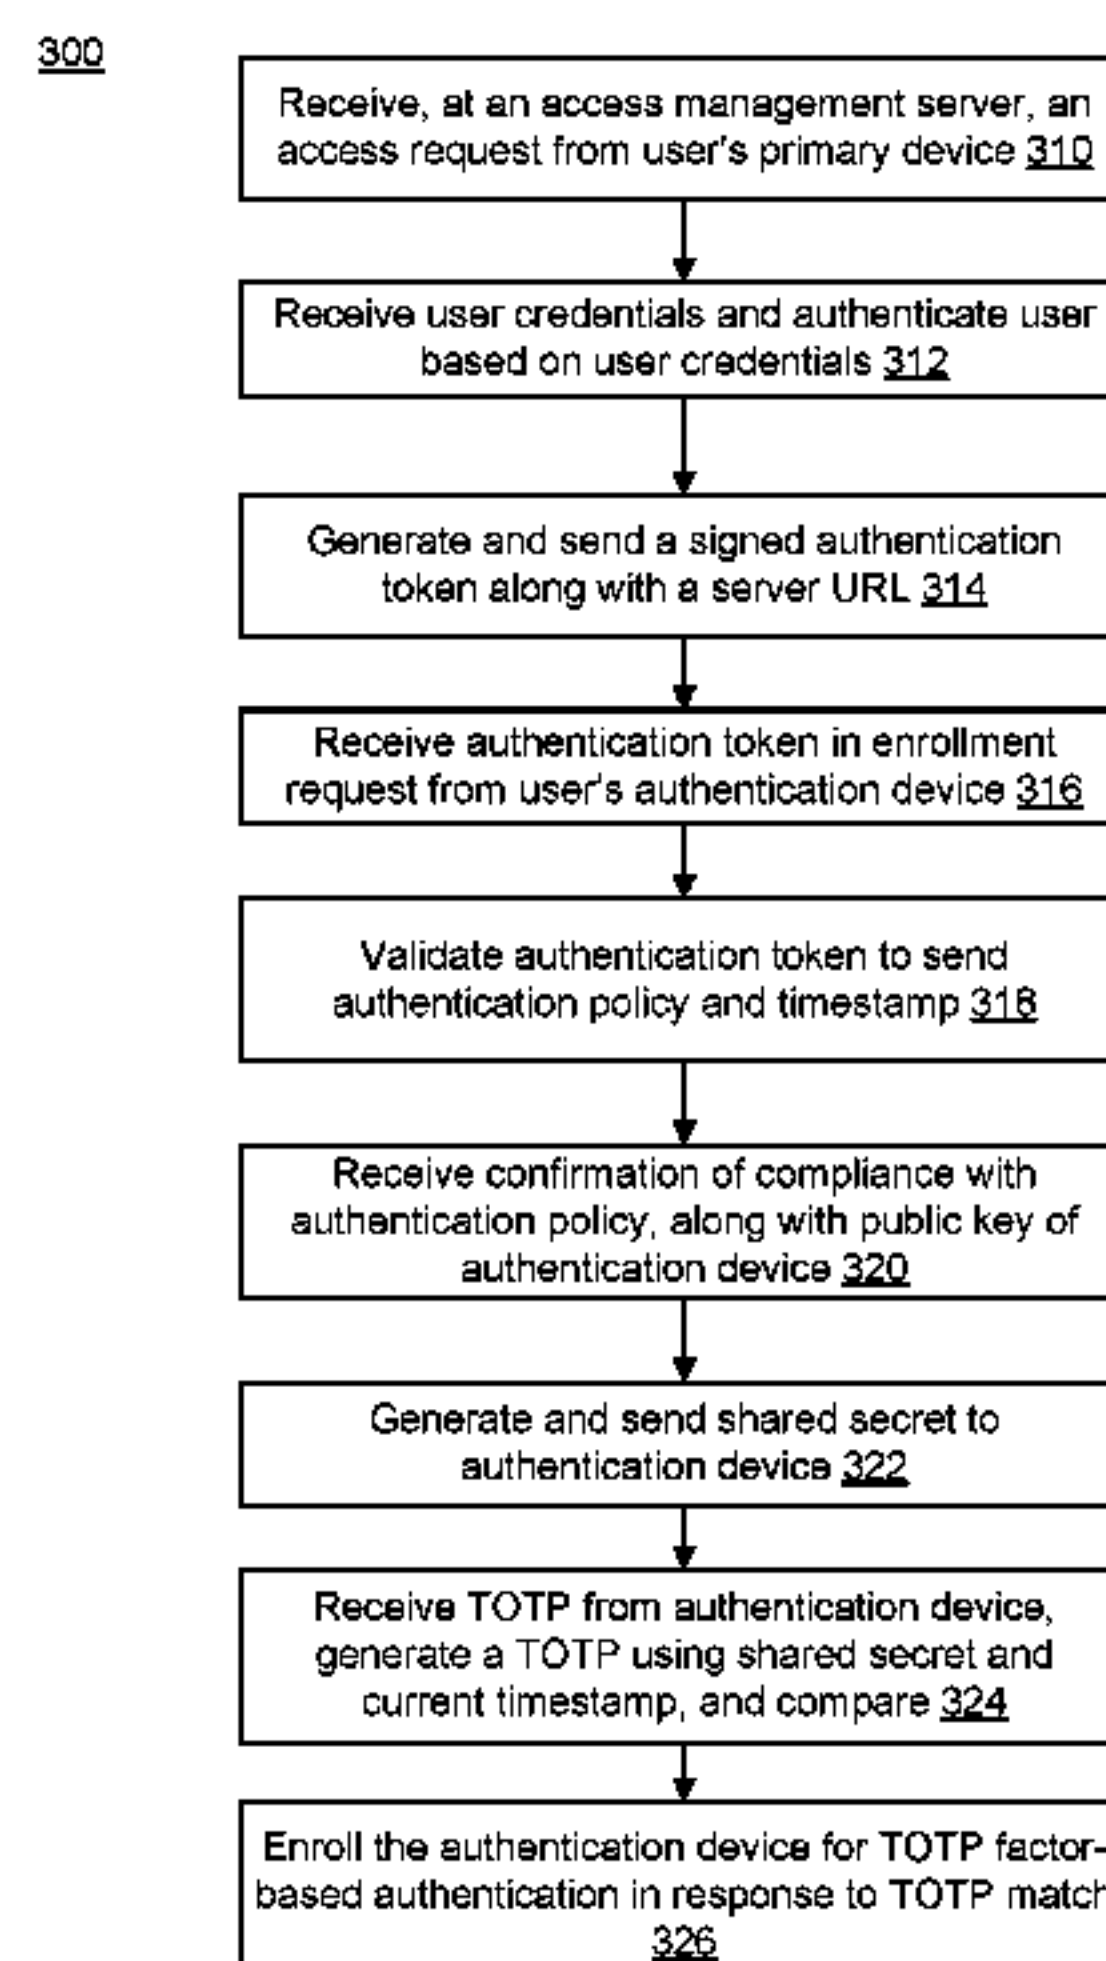 300
Receive, at an access management server, an
access request from user's primary device 310
Receive user credentials and authenticate user
based on user credentials 312
Generate and send a signed authentication
token along with a server URL 314
Receive authentication token in enrollment
request from user's authentication device 316
Validate authentication token to send
authentication policy and timestamp 318
Receive confirmation of compliance with
authentication policy, along with public key of
authentication device 320
Generate and send shared secret to
authentication device 322
Receive TOTP from authentication device,
generate a TOTP using shared secret and
current timestamp, and compare 324
Enroll the authentication device for TOTP factor-
based authentication in response to TOTP match
326